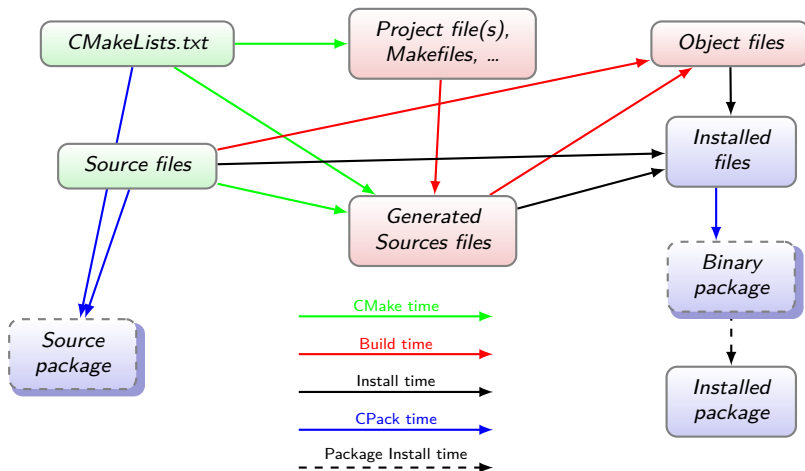 CMakeLists.txt
Project file(s),
Makefiles, ...
Object files
Source files
Installed
files
Generated
Sources files
Binary
package
Source
package
CMake time
Build time
Install time
CPack time
Package Install time
Installed
package